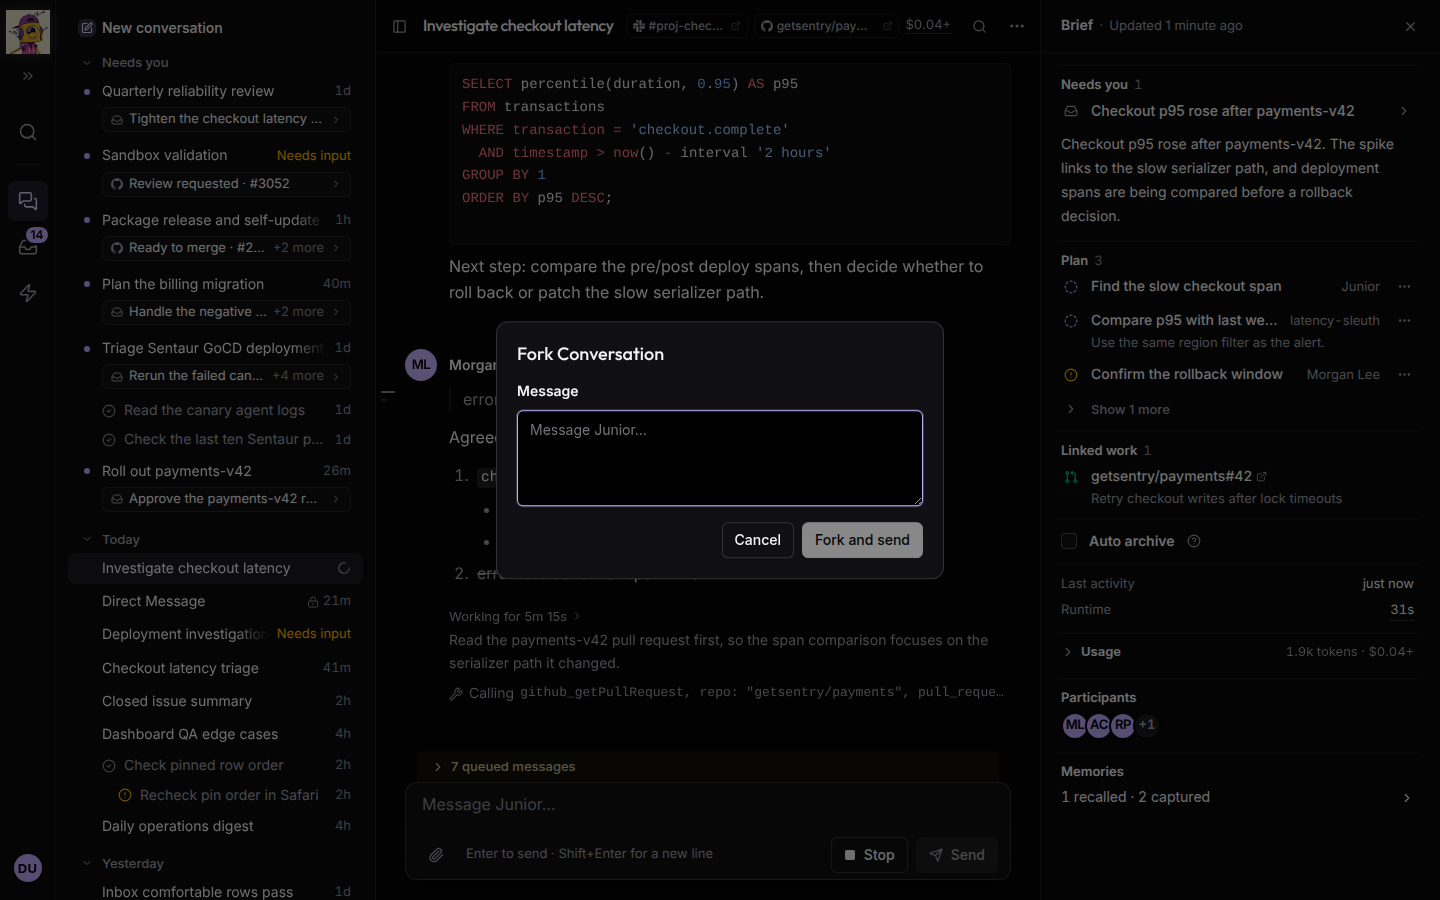 New conversation
Needs you
Quarterly reliability review 1d
Tighten the checkout latency ...
Sandbox validation Needs input
Review requested · #3052
Package release and self-update 1h
Ready to merge · #2... +2 more
Plan the billing migration 40m
Handle the negative ... +2 more
Triage Sentaur GoCD deployment 1d
Rerun the failed can... +4 more
Read the canary agent logs 1d
Check the last ten Sentaur p... 1d
Roll out payments-v42 26m
Approve the payments-v42 r...
Today
Investigate checkout latency
Direct Message 21m
Deployment investigation Needs input
Checkout latency triage 41m
Closed issue summary 2h
Dashboard QA edge cases 4h
Check pinned row order 2h
Recheck pin order in Safari 2h
Daily operations digest 4h
Yesterday
Inbox comfortable rows pass 1d
14
DU
Investigate checkout latency #proj-chec... getsentry/pay... $0.04+
SELECT percentile(duration, 0.95) AS p95
FROM transactions
WHERE transaction = 'checkout.complete'
AND timestamp > now() - interval '2 hours'
GROUP BY 1
ORDER BY p95 DESC;
Next step: compare the pre/post deploy spans, then decide whether to
roll back or patch the slow serializer path.
ML Morgan
error
Agreed
1. ch
2. err
Fork Conversation
Message
Message Junior...
Cancel Fork and send
Working for 5m 15s
Read the payments-v42 pull request first, so the span comparison focuses on the
serializer path it changed.
Calling github_getPullRequest, repo: "getsentry/payments", pull_reque…
7 queued messages
Message Junior...
Enter to send · Shift+Enter for a new line Stop Send
Brief · Updated 1 minute ago
Needs you 1
Checkout p95 rose after payments-v42
Checkout p95 rose after payments-v42. The spike
links to the slow serializer path, and deployment
spans are being compared before a rollback
decision.
Plan 3
Find the slow checkout span Junior
Compare p95 with last we... latency-sleuth
Use the same region filter as the alert.
Confirm the rollback window Morgan Lee
Show 1 more
Linked work 1
getsentry/payments#42
Retry checkout writes after lock timeouts
Auto archive
Last activity just now
Runtime 31s
Usage 1.9k tokens · $0.04+
Participants
ML AC RP +1
Memories
1 recalled · 2 captured